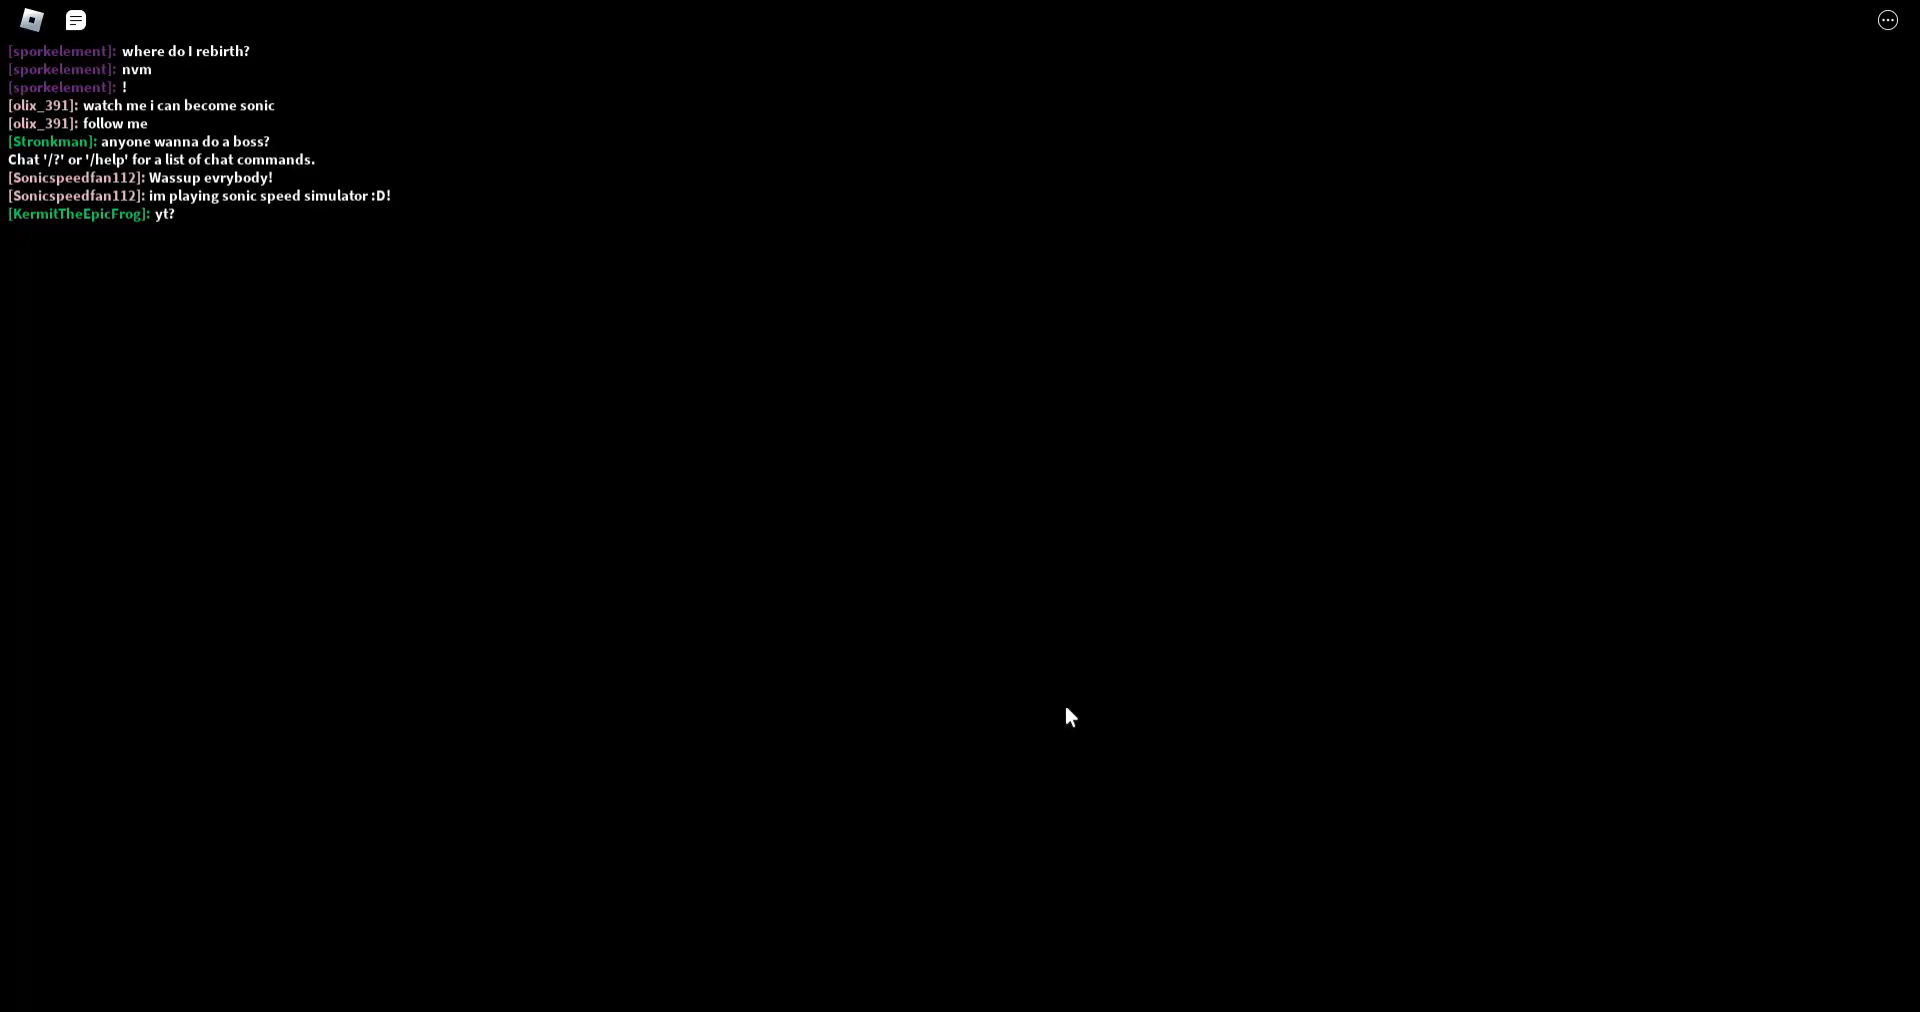 [sporkelement]: where do I rebirth?
[sporkelement]: nvm
[sporkelement]: !
[olix_391]: watch me i can become sonic
[olix_391]: follow me
[Stronkman]: anyone wanna do a boss?
Chat '/?' or '/help' for a list of chat commands.
[Sonicspeedfan112]: Wassup evrybody!
[Sonicspeedfan112]: im playing sonic speed simulator :D!
[KermitTheEpicFrog]: yt?